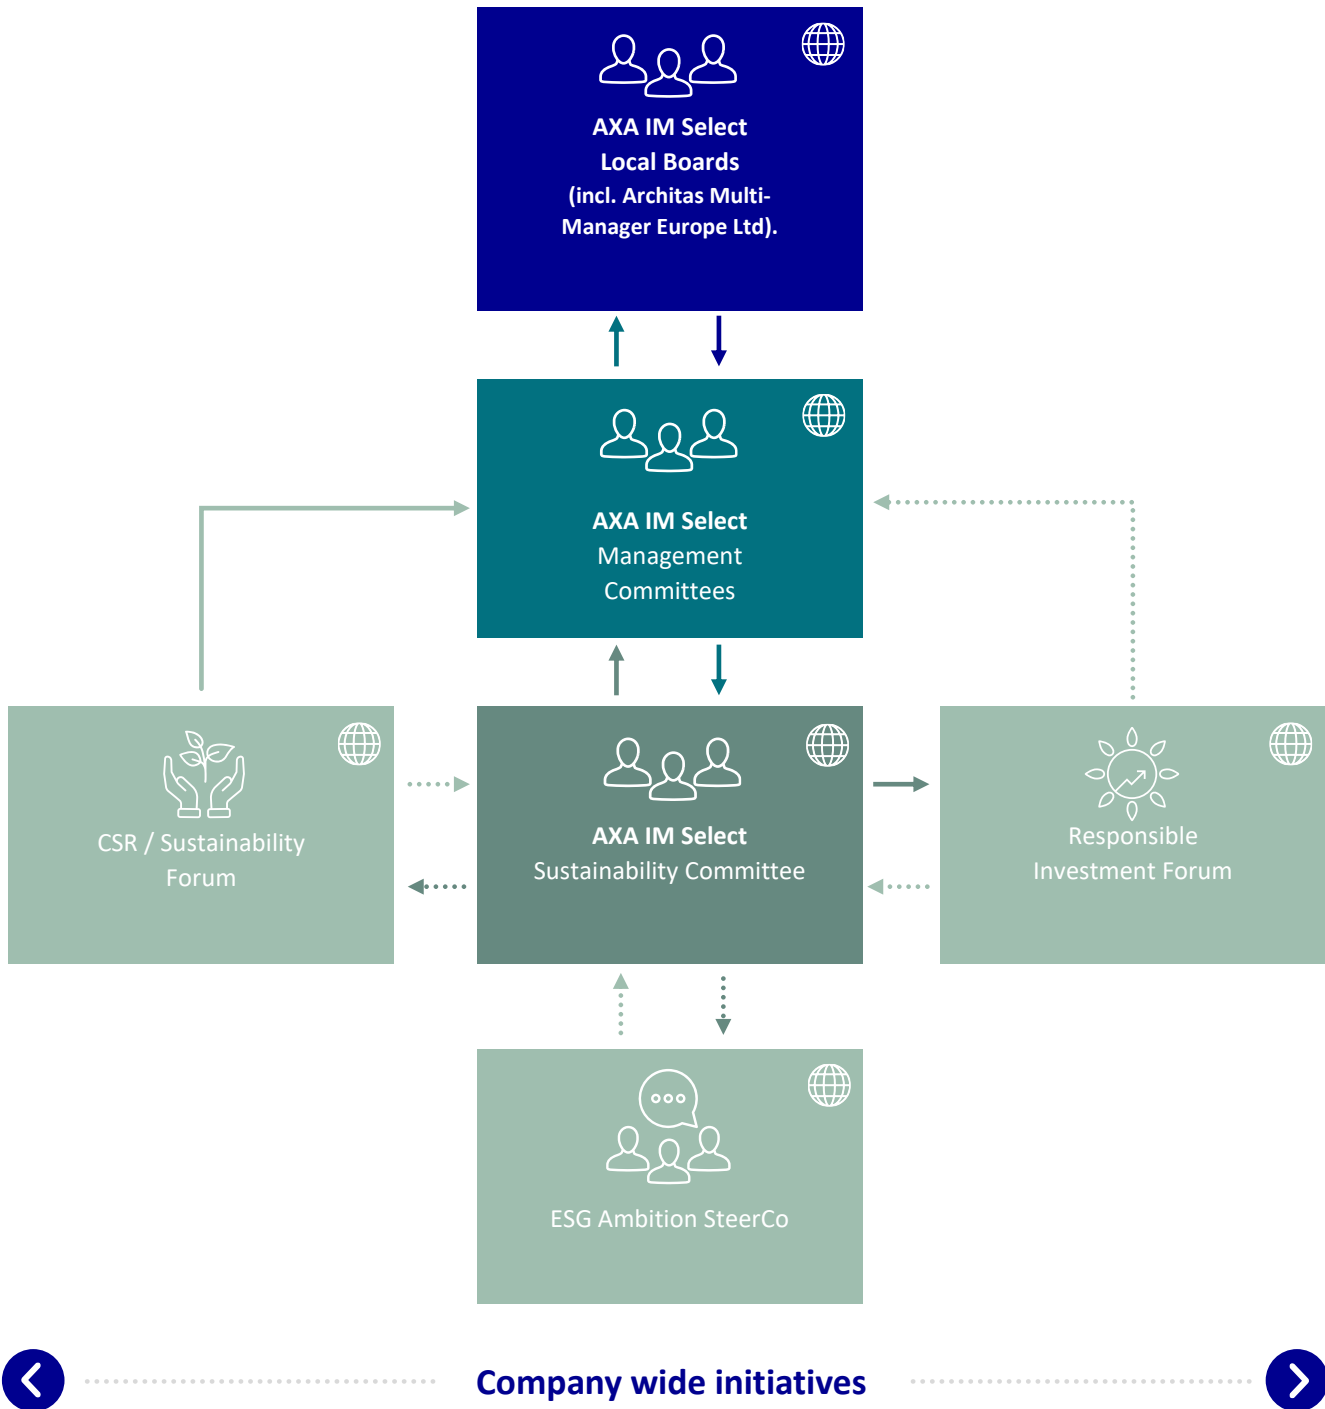 AXA IM Select
Local Boards
(incl. Architas Multi-
Manager Europe Ltd).
AXA IM Select
Management
Committees
CSR / Sustainability
Forum
AXA IM Select
Sustainability Committee
Responsible
Investment Forum
ESG Ambition SteerCo
Company wide initiatives